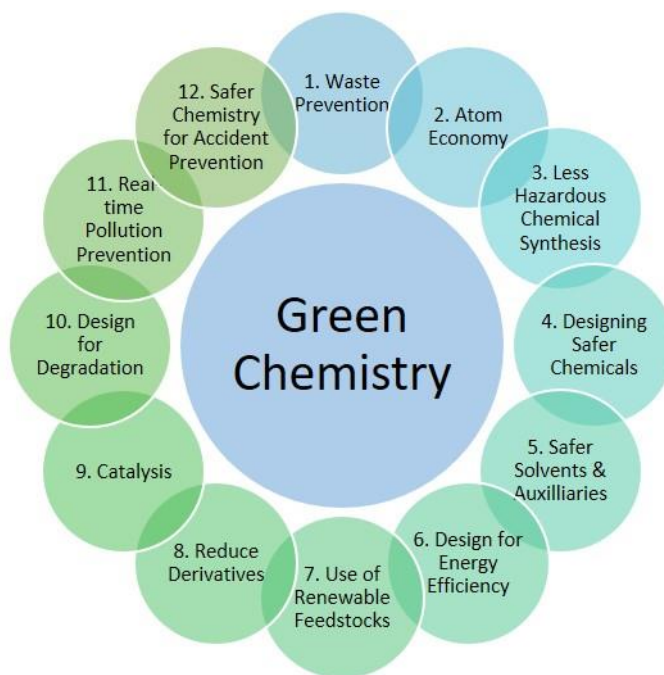 1. Waste
Prevention
2. Atom
Economy
3. Less
Hazardous
Chemical
Synthesis
4. Designing
Safer
Chemicals
5. Safer
Solvents &
Auxilliaries
6. Design for
Energy
Efficiency
7. Use of
Renewable
Feedstocks
8. Reduce
Derivatives
9. Catalysis
10. Design
for
Degradation
11. Real-
time
Pollution
Prevention
12. Safer
Chemistry
for Accident
Prevention
Green
Chemistry